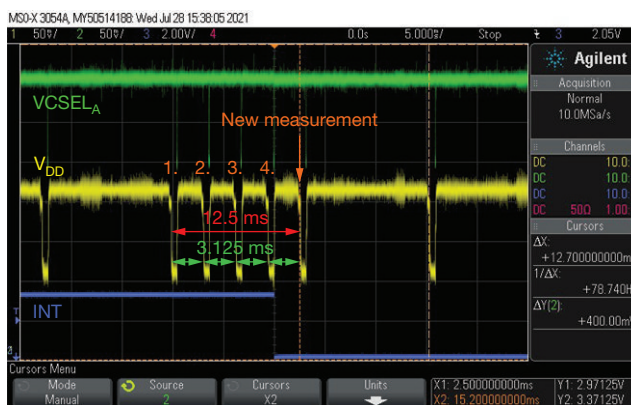 MSO-X 3054A, MY50514188: Wed Jul 28 15:38:05 2021
1 50♉/ 2 50♉/ 3 2.00V/ 4 0.0s 5.000♉/ Stop 3 2.05V
Agilent
Acquisition
Normal
10.0MSa/s
Channels
DC 10.0:
DC 10.0:
DC 10.0:
DC 50Ω 1.00:
Cursors
ΔX:
+12.700000000ms
1/ΔX:
+78.740H
ΔY(2):
+400.00m
VCSELA
New measurement
VDD
1. 2. 3. 4.
12.5 ms
3.125 ms
INT
Cursors Menu
Mode
Manual
Source
2
Cursors
X2
Units
X1: 2.500000000ms
X2: 15.200000000ms
Y1: 2.97125V
Y2: 3.37125V